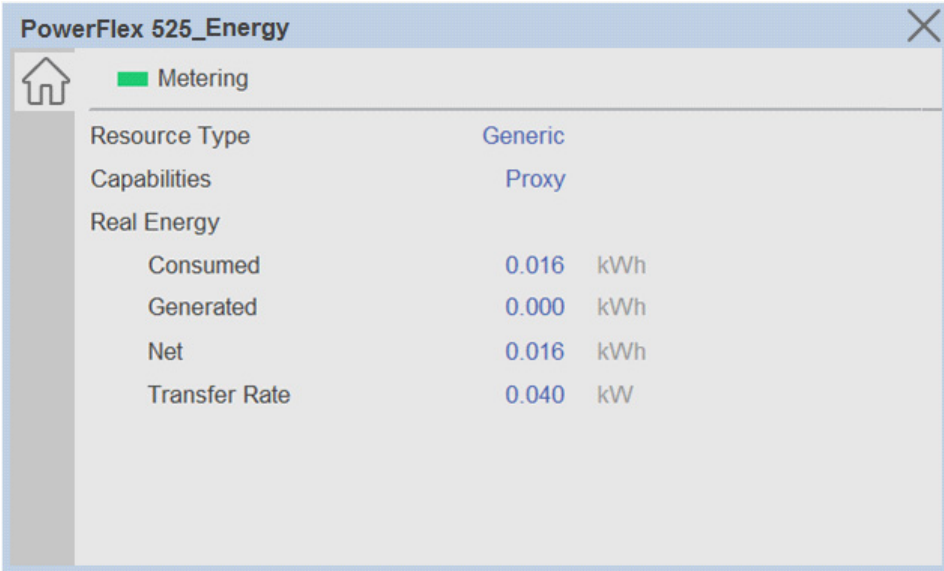 PowerFlex 525_Energy
Metering
Resource Type Generic
Capabilities Proxy
Real Energy
Consumed 0.016 kWh
Generated 0.000 kWh
Net 0.016 kWh
Transfer Rate 0.040 kW